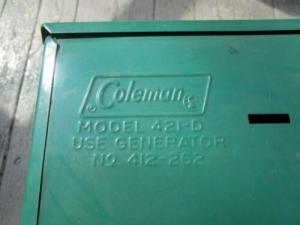 Coleman
MODEL 421-D
USE GENERATOR
NO 412-262